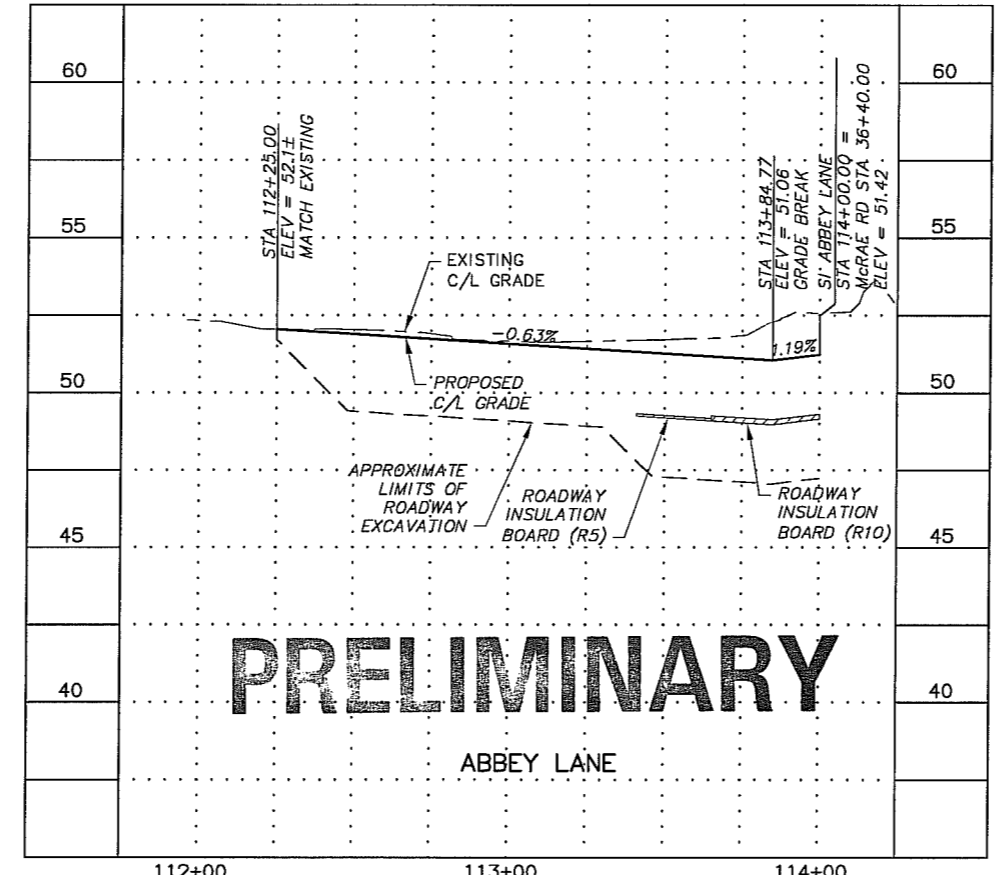 60
60
STA 112+25.00
ELEV = 52.1±
MATCH EXISTING
STA 113+84.77
ELEV = 51.06
GRADE BREAK
ABBEY LANE
STA 114+00.00 =
McRAE RD STA 36+40.00
ELEV = 51.42
55
55
EXISTING
C/L GRADE
-0.63%
1.19%
50
50
PROPOSED
C/L GRADE
APPROXIMATE
LIMITS OF
ROADWAY
EXCAVATION
ROADWAY
INSULATION
BOARD (R5)
ROADWAY
INSULATION
BOARD (R10)
45
45
PRELIMINARY
40
40
ABBEY LANE
112+00
113+00
114+00